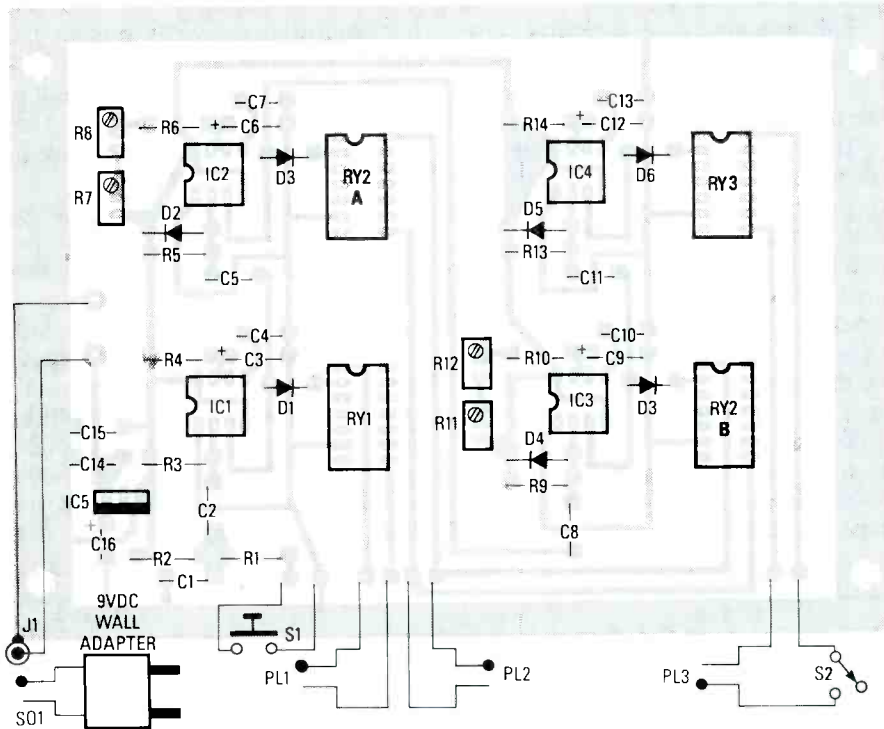 C7 C13
R8 R6 + C6 R14 + C12
IC2 D3 RY2 A IC4 D6 RY3
R7 D2 D5
R5 R13
C5 C11
C4 C10
R4 + C3 R12 R10 + C9
IC1 D1 RY1 R11 IC3 D3 RY2 B
C15 D4
C14 R3 R9
IC5 C2 C8
+ C16 R2 R1
C1
J1 9VDC
WALL
ADAPTER
S1
PL1 PL2 PL3 S2
SO1